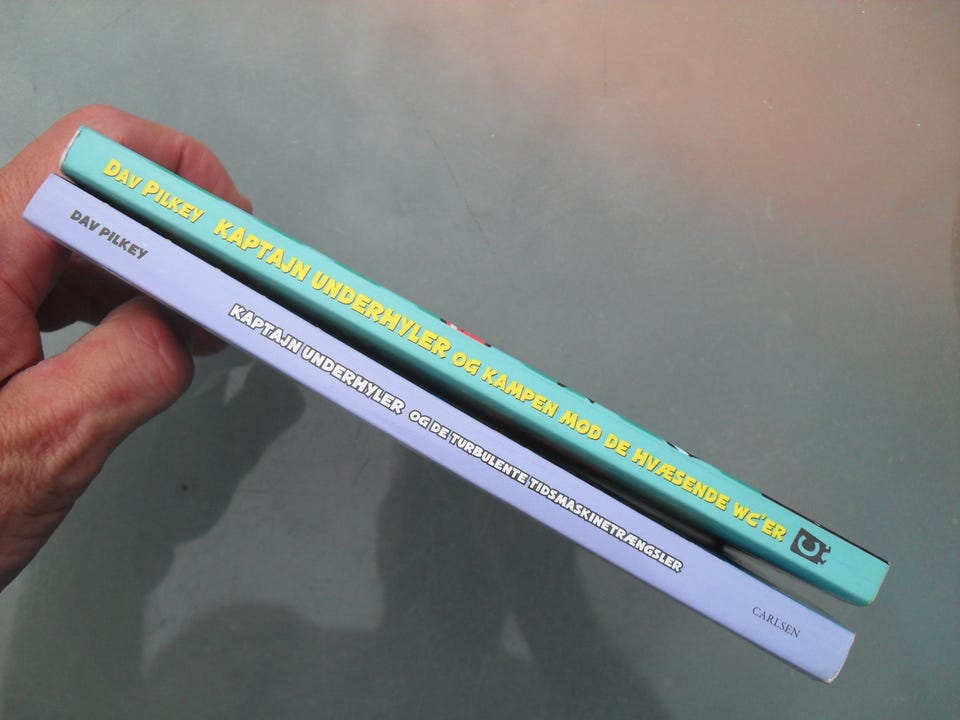 DAV PILKEY KAPTAJN UNDERHYLER OG KAMPEN MOD DE HVÆSENDE WC'ER
DAV PILKEY KAPTAJN UNDERHYLER OG DE TURBULENTE TIDSMASKINETRÆNGSLER CARLSEN